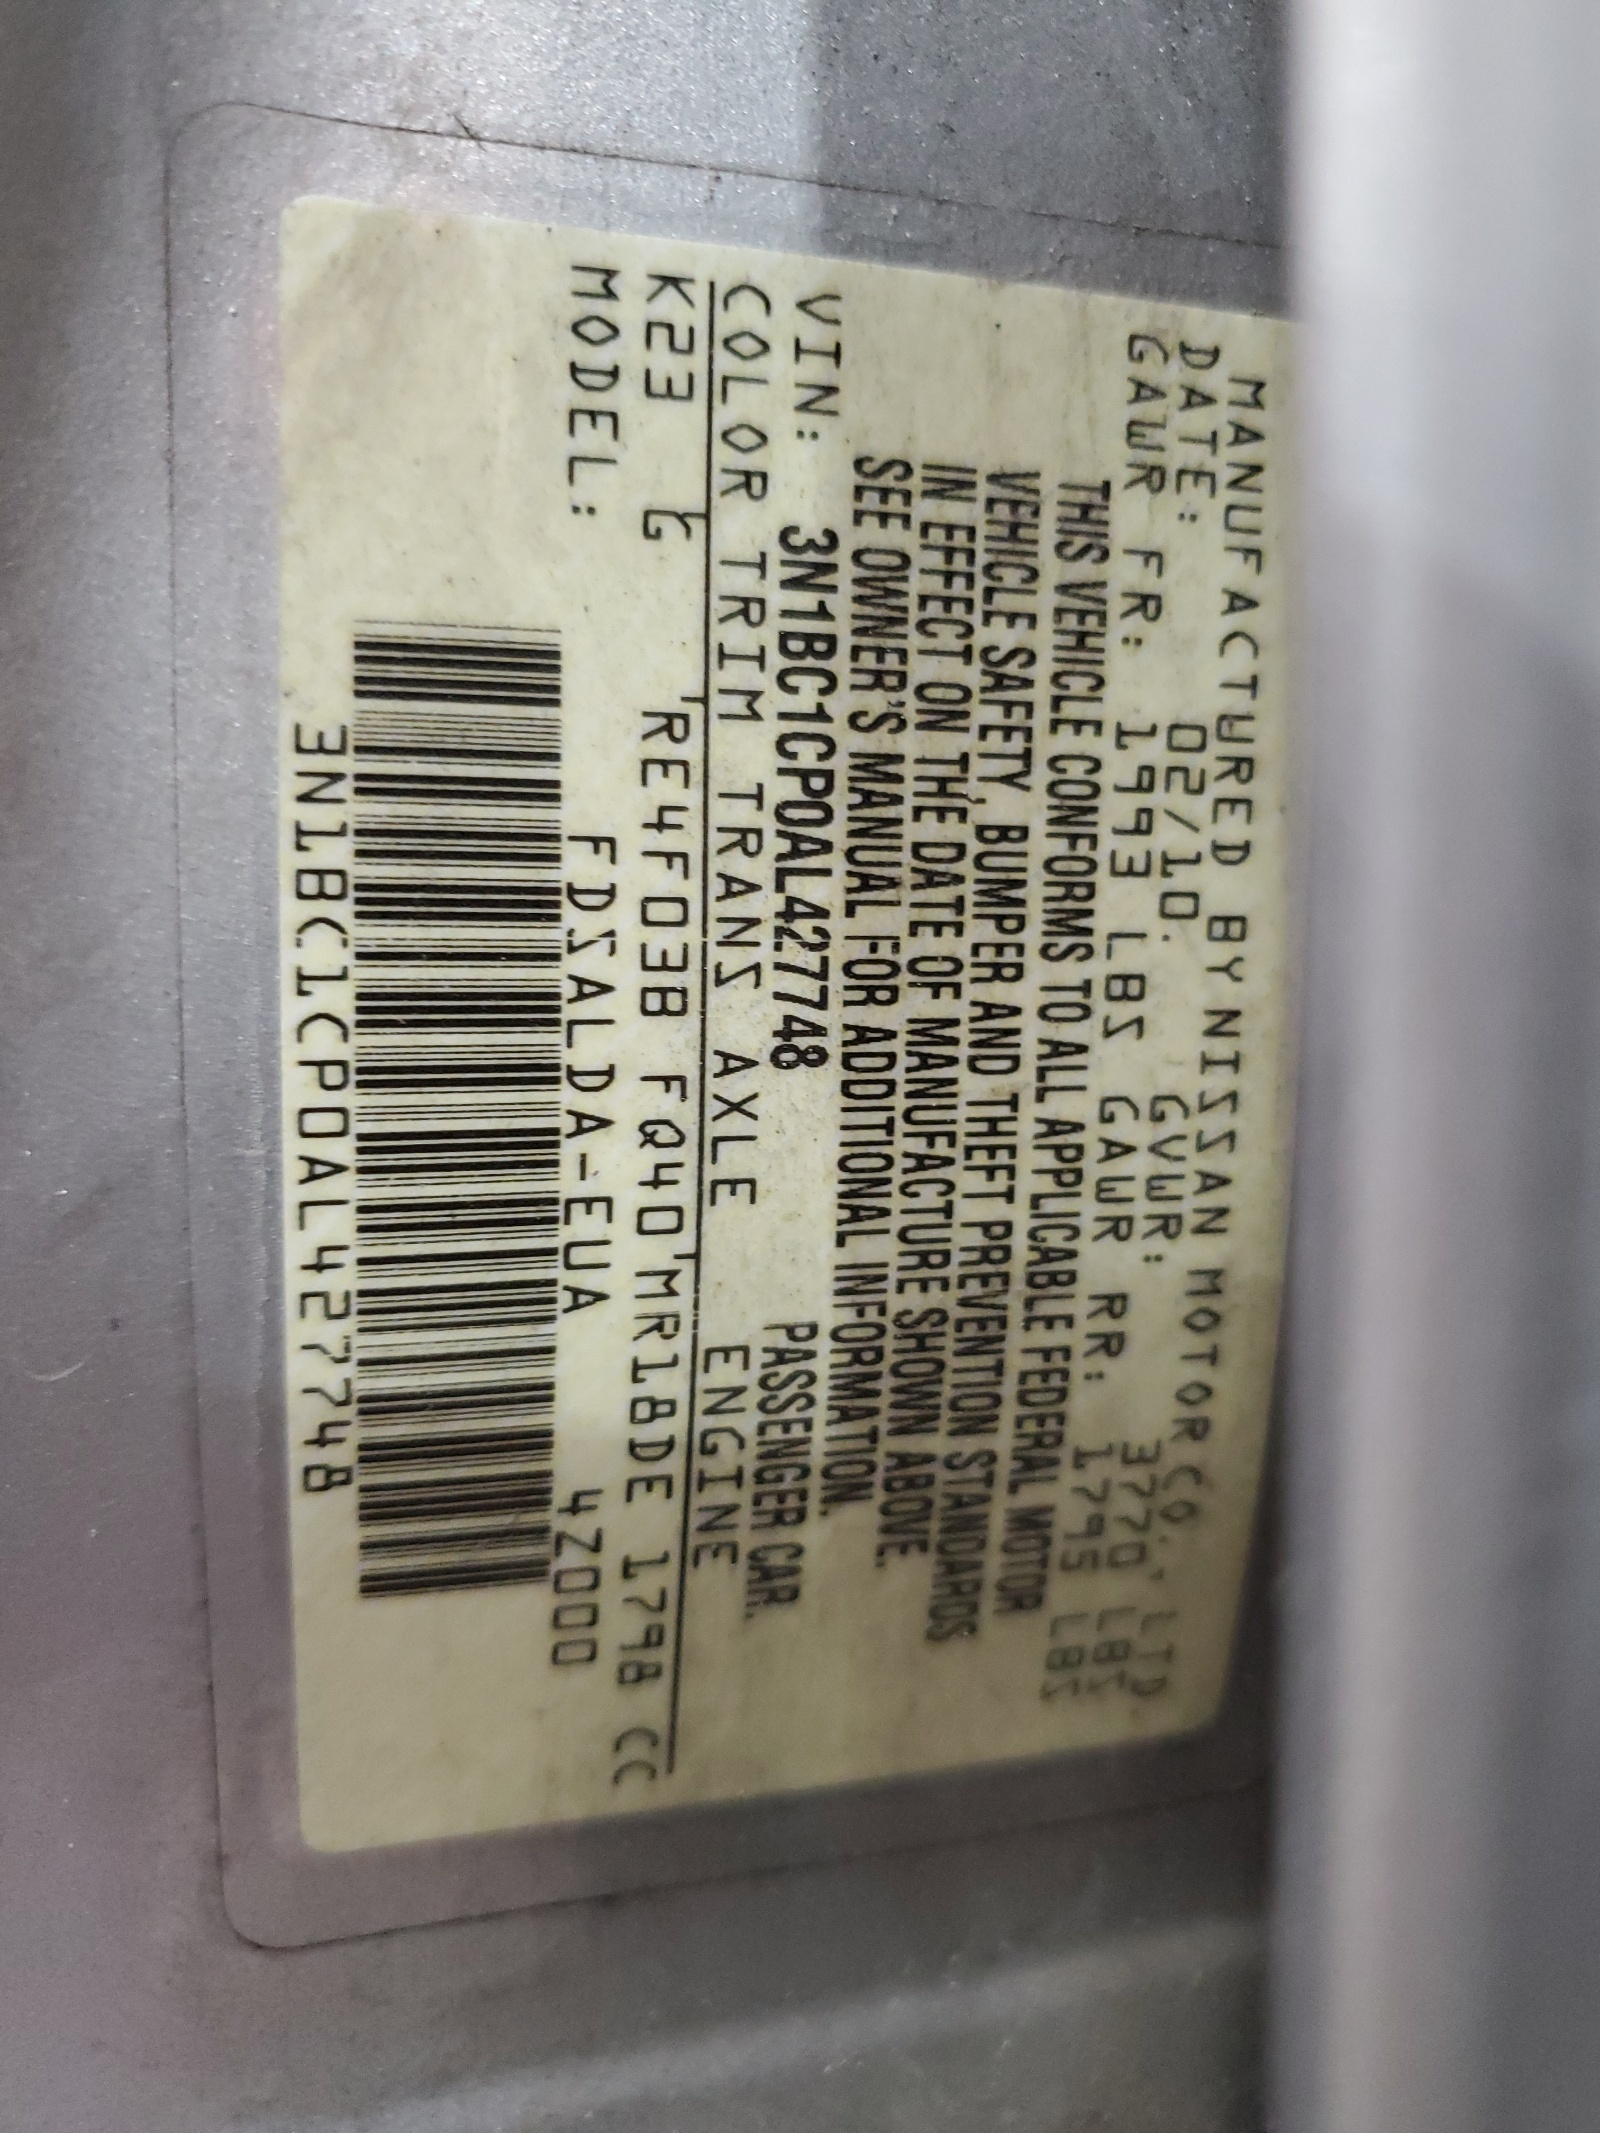 MANUFACTURED BY NISSAN MOTOR CO., LTD.
DATE: 02/10. GVWR: 3770 LBS
GAWR FR: 1993 LBS GAWR RR: 1795 LBS
THIS VEHICLE CONFORMS TO ALL APPLICABLE FEDERAL MOTOR
VEHICLE SAFETY, BUMPER AND THEFT PREVENTION STANDARDS
IN EFFECT ON THE DATE OF MANUFACTURE SHOWN ABOVE.
SEE OWNER'S MANUAL FOR ADDITIONAL INFORMATION.
VIN: 3N1BC1CP0AL427748 PASSENGER CAR.
COLOR TRIM TRANS AXLE ENGINE
K23 G RE4F03B FQ40 MR18DE 1798 CC
MODEL: FDSALDA-EUA 4Z000
3N1BC1CP0AL427748